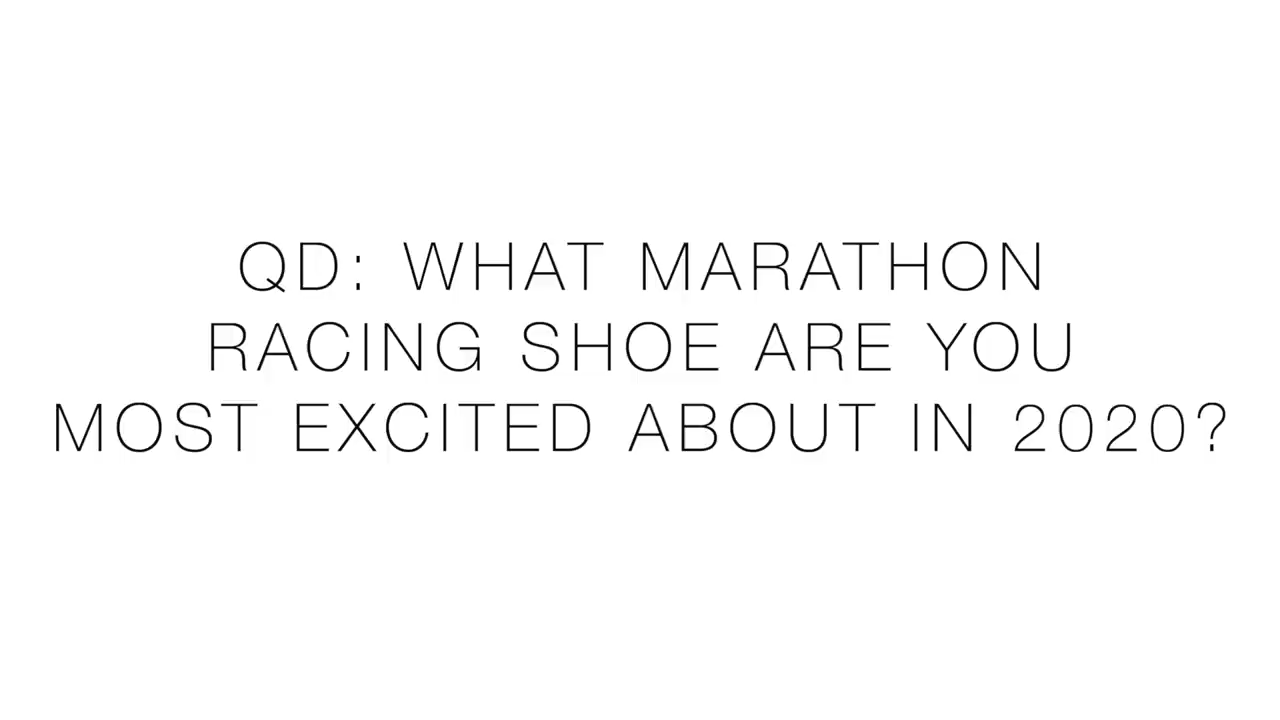 QD: WHAT MARATHON
RACING SHOE ARE YOU
MOST EXCITED ABOUT IN 2020?